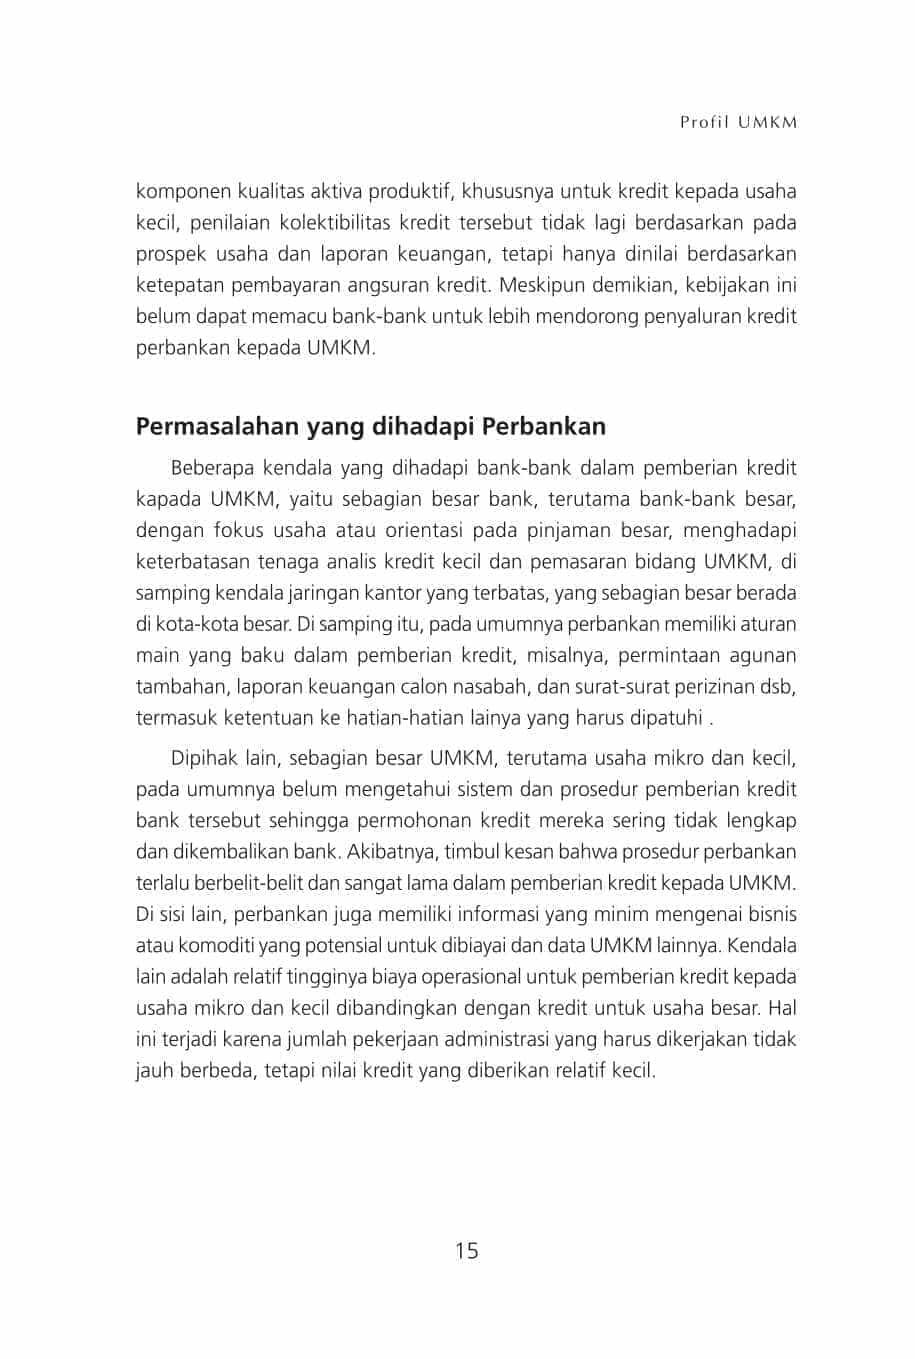 Profil UMKM
komponen kualitas aktiva produktif, khususnya untuk kredit kepada usaha
kecil, penilaian kolektibilitas kredit tersebut tidak lagi berdasarkan pada
prospek usaha dan laporan keuangan, tetapi hanya dinilai berdasarkan
ketepatan pembayaran angsuran kredit. Meskipun demikian, kebijakan ini
belum dapat memacu bank-bank untuk lebih mendorong penyaluran kredit
perbankan kepada UMKM.
Permasalahan yang dihadapi Perbankan
Beberapa kendala yang dihadapi bank-bank dalam pemberian kredit
kapada UMKM, yaitu sebagian besar bank, terutama bank-bank besar,
dengan fokus usaha atau orientasi pada pinjaman besar, menghadapi
keterbatasan tenaga analis kredit kecil dan pemasaran bidang UMKM, di
samping kendala jaringan kantor yang terbatas, yang sebagian besar berada
di kota-kota besar. Di samping itu, pada umumnya perbankan memiliki aturan
main yang baku dalam pemberian kredit, misalnya, permintaan agunan
tambahan, laporan keuangan calon nasabah, dan surat-surat perizinan dsb,
termasuk ketentuan ke hatian-hatian lainya yang harus dipatuhi .
Dipihak lain, sebagian besar UMKM, terutama usaha mikro dan kecil,
pada umumnya belum mengetahui sistem dan prosedur pemberian kredit
bank tersebut sehingga permohonan kredit mereka sering tidak lengkap
dan dikembalikan bank. Akibatnya, timbul kesan bahwa prosedur perbankan
terlalu berbelit-belit dan sangat lama dalam pemberian kredit kepada UMKM.
Di sisi lain, perbankan juga memiliki informasi yang minim mengenai bisnis
atau komoditi yang potensial untuk dibiayai dan data UMKM lainnya. Kendala
lain adalah relatif tingginya biaya operasional untuk pemberian kredit kepada
usaha mikro dan kecil dibandingkan dengan kredit untuk usaha besar. Hal
ini terjadi karena jumlah pekerjaan administrasi yang harus dikerjakan tidak
jauh berbeda, tetapi nilai kredit yang diberikan relatif kecil.
15